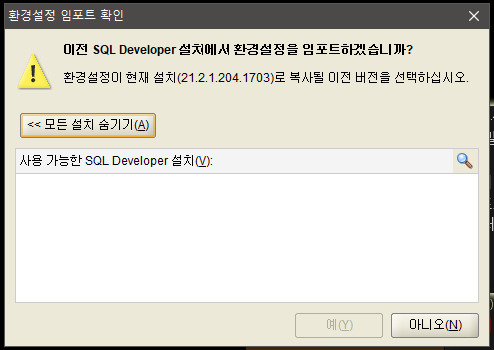 환경설정 임포트 확인
이전 SQL Developer 설치에서 환경설정을 임포트하겠습니까?
환경설정이 현재 설치(21.2.1.204.1703)로 복사될 이전 버전을 선택하십시오.
<< 모든 설치 숨기기(A)
사용 가능한 SQL Developer 설치(V):
예(Y)
아니오(N)